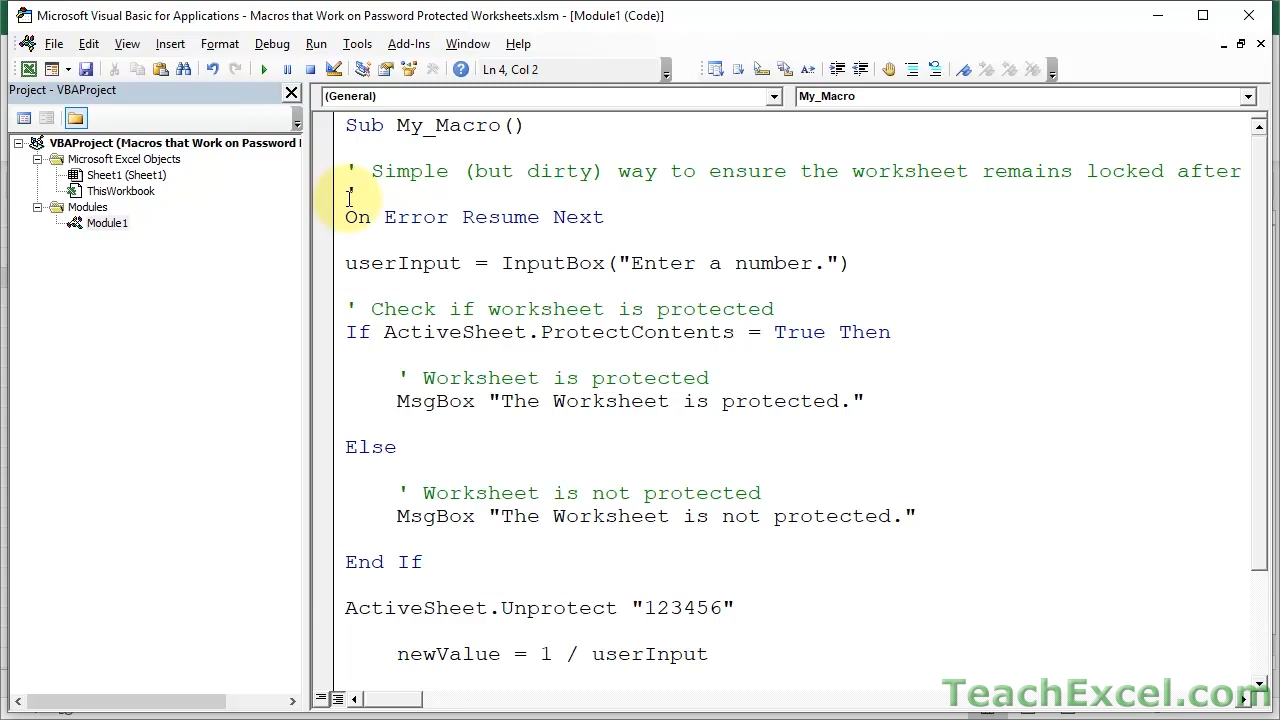 Microsoft Visual Basic for Applications - Macros that Work on Password Protected Worksheets.xlsm - [Module1 (Code)]
File Edit View Insert Format Debug Run Tools Add-Ins Window Help
Ln 4, Col 2
Project - VBAProject
(General) My_Macro
VBAProject (Macros that Work on Password
Microsoft Excel Objects
Sheet1 (Sheet1)
ThisWorkbook
Modules
Module1
Sub My_Macro()
' Simple (but dirty) way to ensure the worksheet remains locked after
'
On Error Resume Next
userInput = InputBox("Enter a number.")
' Check if worksheet is protected
If ActiveSheet.ProtectContents = True Then
' Worksheet is protected
MsgBox "The Worksheet is protected."
Else
' Worksheet is not protected
MsgBox "The Worksheet is not protected."
End If
ActiveSheet.Unprotect "123456"
newValue = 1 / userInput
TeachExcel.com